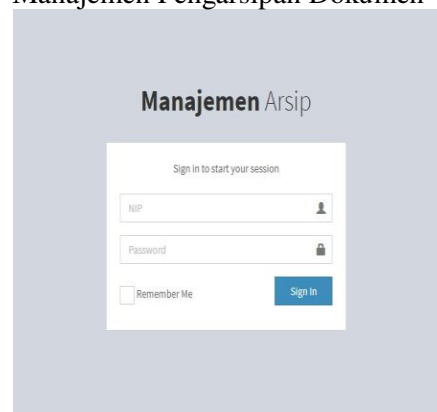 Manajemen Pengarsipan Dokumen
Manajemen Arsip
Sign in to start your session
NIP
Password
Remember Me
Sign In